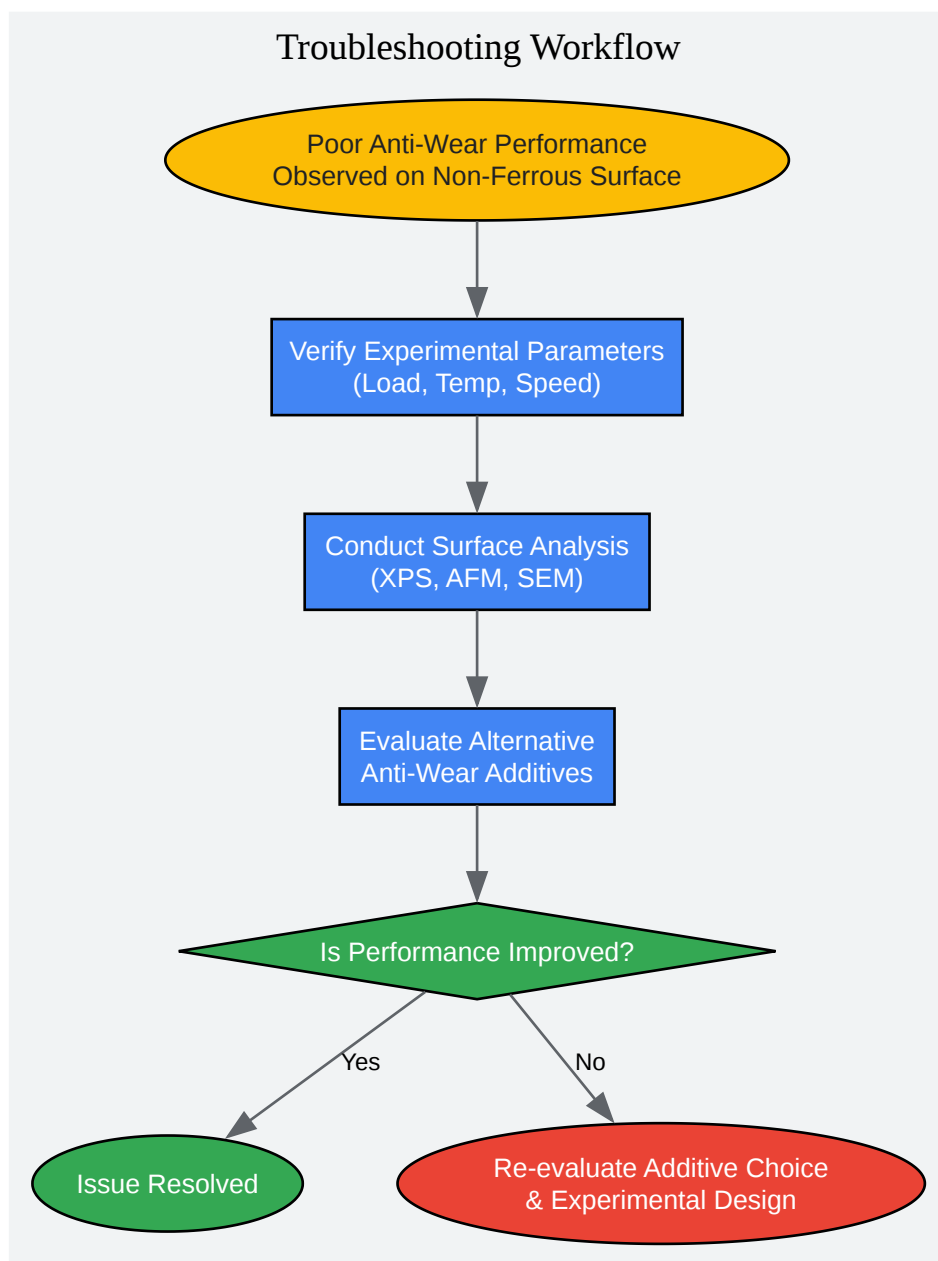 Troubleshooting Workflow
Poor Anti-Wear Performance
Observed on Non-Ferrous Surface
Verify Experimental Parameters
(Load, Temp, Speed)
Conduct Surface Analysis
(XPS, AFM, SEM)
Evaluate Alternative
Anti-Wear Additives
Is Performance Improved?
Yes
No
Issue Resolved
Re-evaluate Additive Choice
& Experimental Design